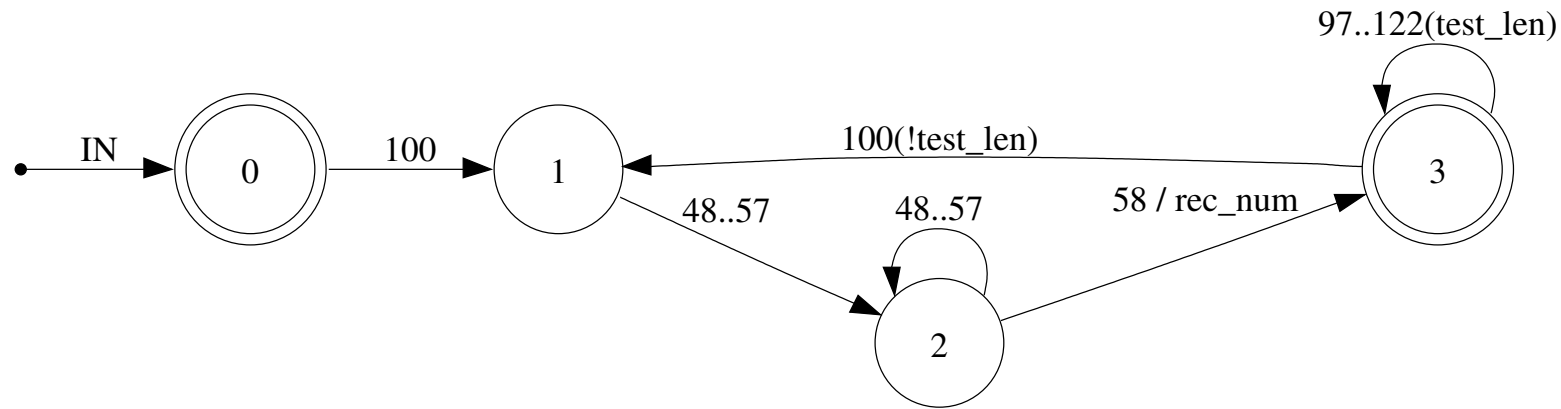 97..122(test_len)
IN
0
100
1
100(!test_len)
3
48..57
48..57
58 / rec_num
2